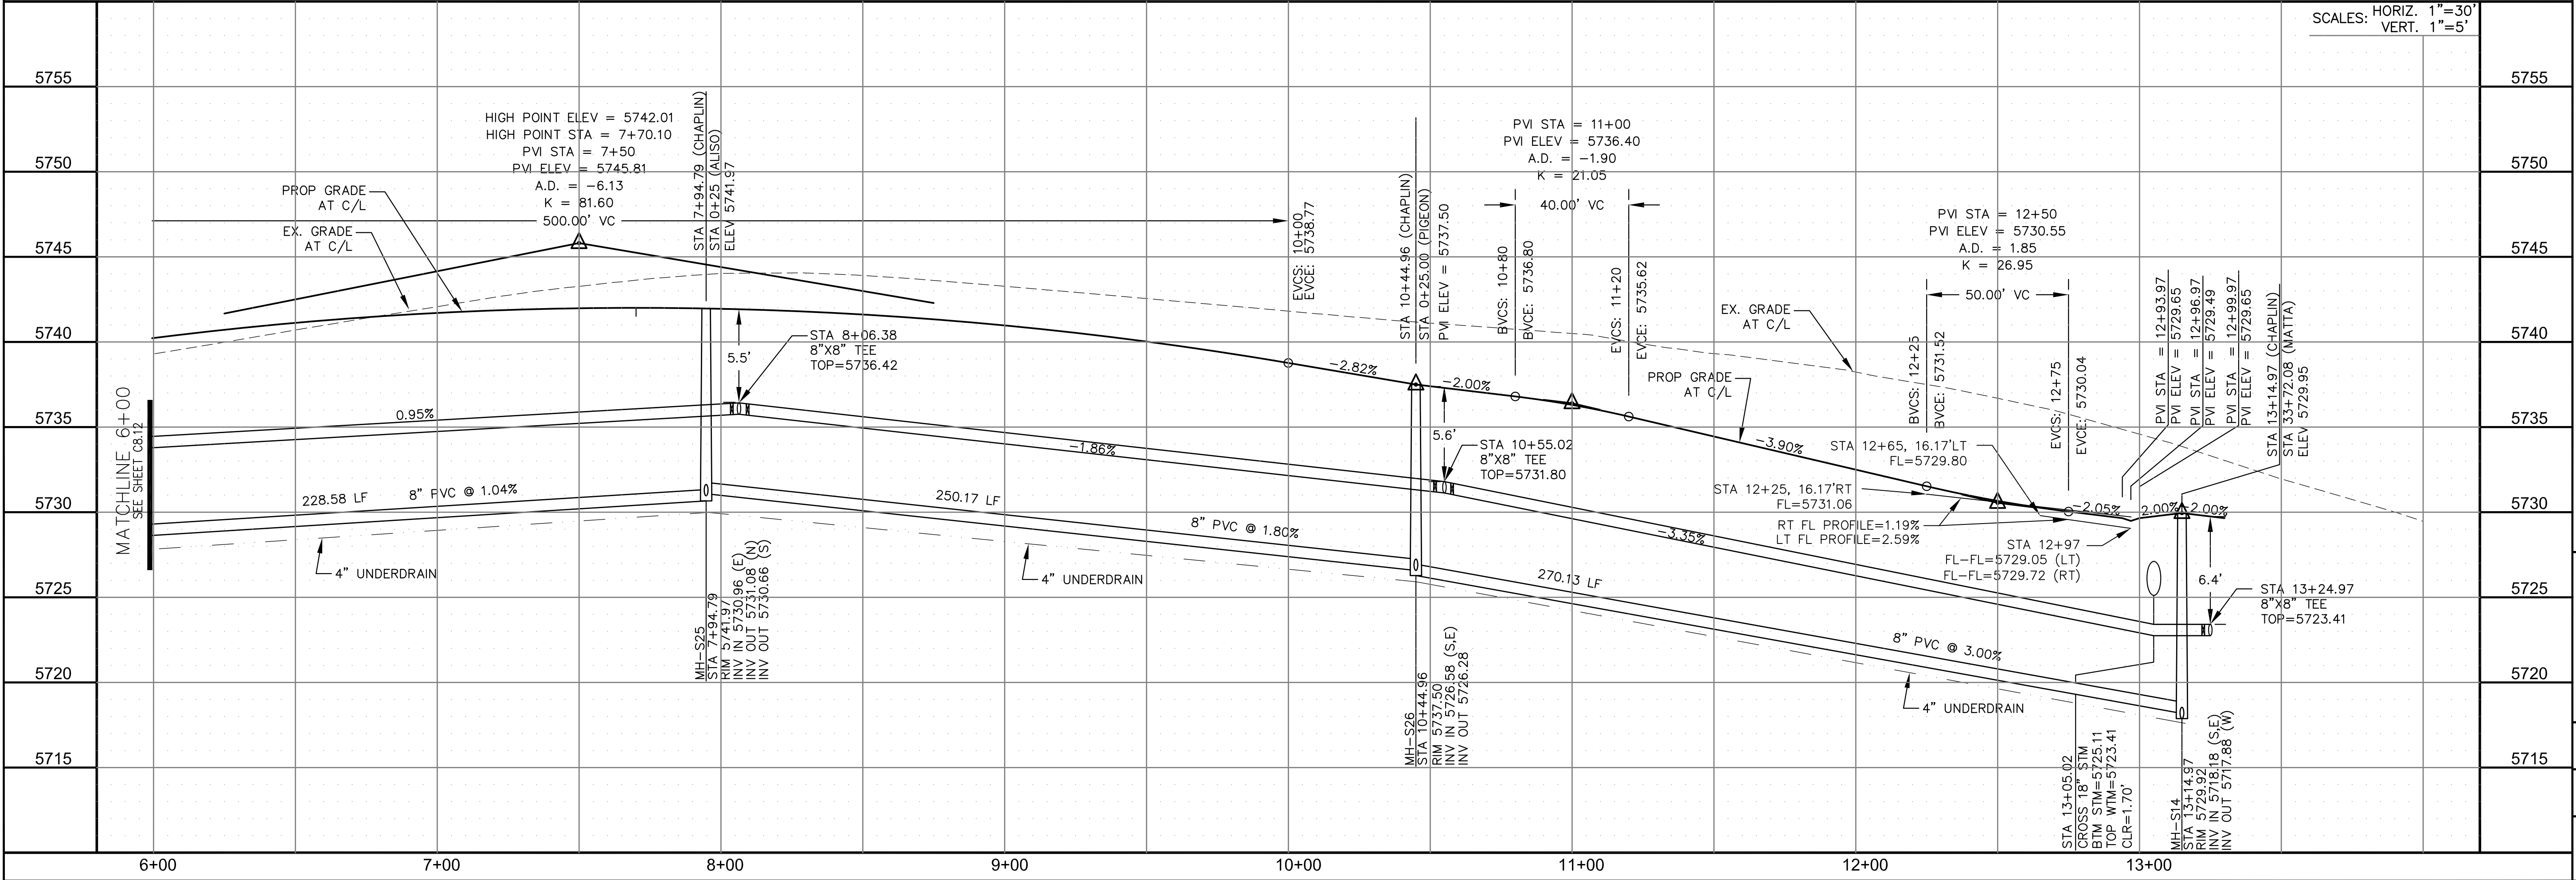 SCALES: HORIZ. 1"=30'
VERT. 1"=5'
5755
5750
5745
5740
5735
5730
5725
5720
5715
5755
5750
5745
5740
5735
5730
5725
5720
5715
MATCHLINE 6+00
SEE SHEET C8.12
HIGH POINT ELEV = 5742.01
HIGH POINT STA = 7+70.10
PVI STA = 7+50
PVI ELEV = 5745.81
A.D. = -6.13
K = 81.60
500.00' VC
PROP GRADE
AT C/L
EX. GRADE
AT C/L
STA 7+94.79 (CHAPLIN)
STA 0+25 (ALISO)
ELEV 5741.97
5.5'
STA 8+06.38
8"X8" TEE
TOP=5736.42
0.95%
-1.86%
228.58 LF
8" PVC @ 1.04%
250.17 LF
8" PVC @ 1.80%
4" UNDERDRAIN
4" UNDERDRAIN
MH-S25
STA 7+94.79
RIM 5741.97
INV IN 5730.96 (E)
INV OUT 5731.08 (N)
INV OUT 5730.66 (S)
EVCS: 10+00
EVCE: 5738.77
-2.82%
STA 10+44.96 (CHAPLIN)
STA 0+25.00 (PIGEON)
PVI ELEV = 5737.50
-2.00%
5.6'
STA 10+55.02
8"X8" TEE
TOP=5731.80
MH-S26
STA 10+44.96
RIM 5737.50
INV IN 5726.58 (S,E)
INV OUT 5726.28
PVI STA = 11+00
PVI ELEV = 5736.40
A.D. = -1.90
K = 21.05
40.00' VC
BVCS: 10+80
BVCE: 5736.80
EVCS: 11+20
EVCE: 5735.62
EX. GRADE
AT C/L
PROP GRADE
AT C/L
-3.90%
-3.35%
270.13 LF
8" PVC @ 3.00%
4" UNDERDRAIN
PVI STA = 12+50
PVI ELEV = 5730.55
A.D. = 1.85
K = 26.95
50.00' VC
BVCS: 12+25
BVCE: 5731.52
EVCS: 12+75
EVCE: 5730.04
STA 12+65, 16.17'LT
FL=5729.80
STA 12+25, 16.17'RT
FL=5731.06
RT FL PROFILE=1.19%
LT FL PROFILE=2.59%
STA 12+97
FL-FL=5729.05 (LT)
FL-FL=5729.72 (RT)
-2.05%
2.00%
-2.00%
PVI STA = 12+93.97
PVI ELEV = 5729.65
PVI STA = 12+96.97
PVI ELEV = 5729.49
PVI STA = 12+99.97
PVI ELEV = 5729.65
STA 13+14.97 (CHAPLIN)
STA 33+72.08 (MATTA)
ELEV 5729.95
6.4'
STA 13+24.97
8"X8" TEE
TOP=5723.41
STA 13+05.02
CROSS 18" STM
BTM STM=5725.11
TOP WTM=5723.41
CLR=1.70'
MH-S14
STA 13+14.97
RIM 5729.92
INV IN 5718.18 (S,E)
INV OUT 5717.88 (W)
6+00
7+00
8+00
9+00
10+00
11+00
12+00
13+00